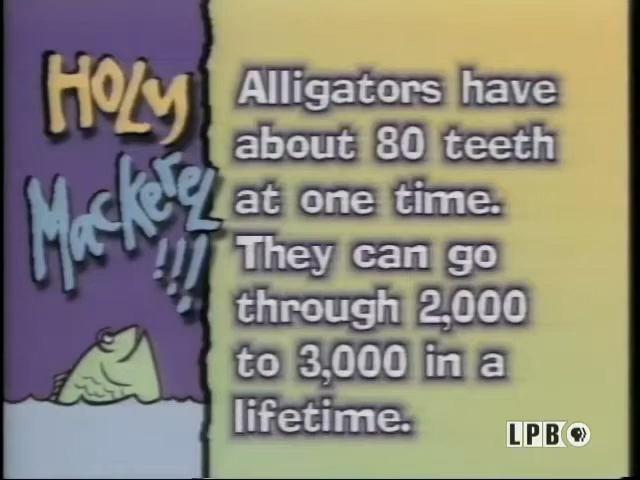 HOLY
MacKereL
!!!
Alligators have
about 80 teeth
at one time.
They can go
through 2,000
to 3,000 in a
lifetime.
LPB